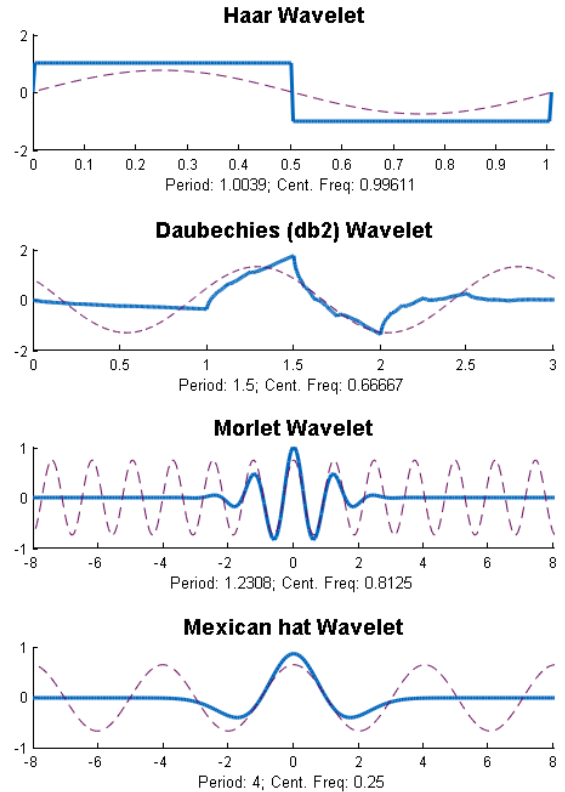 Haar Wavelet
2
0
-2
0 0.1 0.2 0.3 0.4 0.5 0.6 0.7 0.8 0.9 1
Period: 1.0039; Cent. Freq: 0.99611
Daubechies (db2) Wavelet
2
0
-2
0 0.5 1 1.5 2 2.5 3
Period: 1.5; Cent. Freq: 0.66667
Morlet Wavelet
1
0
-1
-8 -6 -4 -2 0 2 4 6 8
Period: 1.2308; Cent. Freq: 0.8125
Mexican hat Wavelet
1
0
-1
-8 -6 -4 -2 0 2 4 6 8
Period: 4; Cent. Freq: 0.25